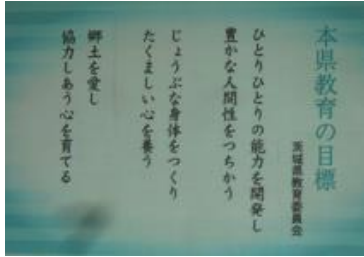 本県教育の目標
茨城県教育委員会
ひとりひとりの能力を開発し
豊かな人間性をつちかう
じょうぶな身体をつくり
たくましい心を養う
郷土を愛し
協力しあう心を育てる